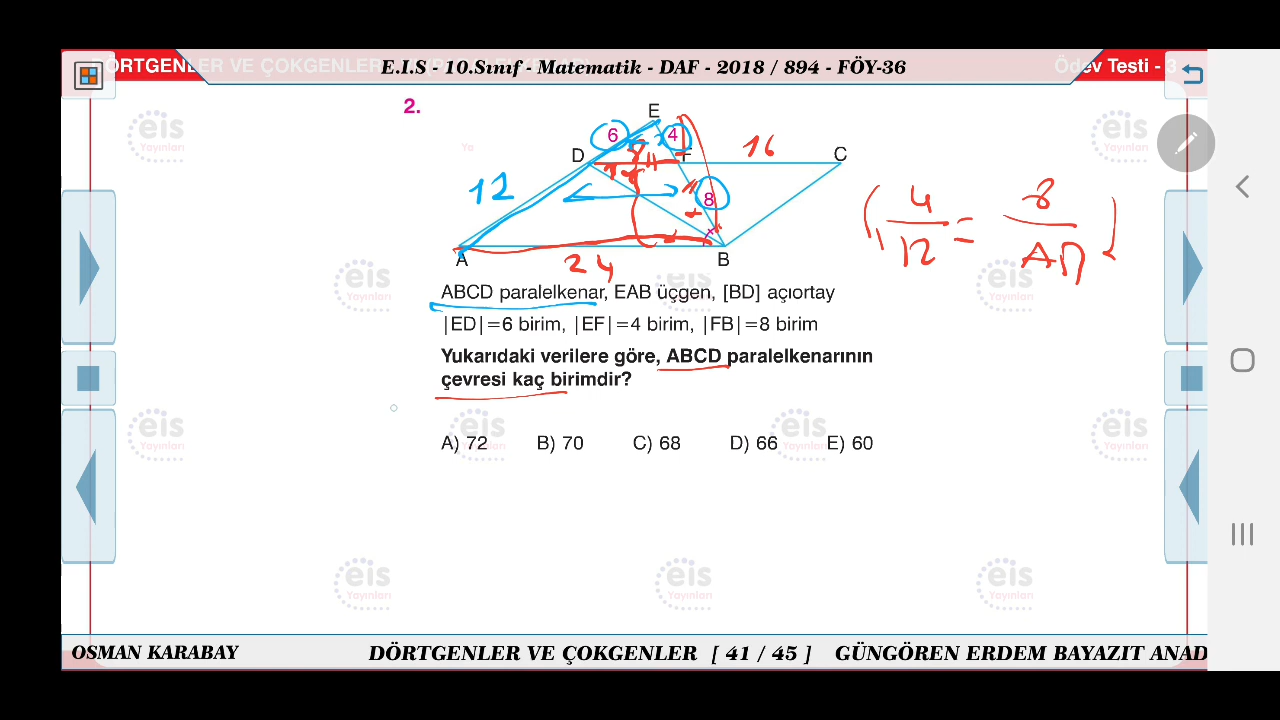 DÖRTGENLER VE ÇOKGENLER
E.I.S - 10.Sınıf - Matematik - DAF - 2018 / 894 - FÖY-36
Ödev Testi - 3
2.
E
6
4
D
F
16
C
12
8
A
24
B
4
12
=
8
AD
ABCD paralelkenar, EAB üçgen, [BD] açıortay
|ED|=6 birim, |EF|=4 birim, |FB|=8 birim
Yukarıdaki verilere göre, ABCD paralelkenarının
çevresi kaç birimdir?
A) 72 B) 70 C) 68 D) 66 E) 60
eis Yayınları
OSMAN KARABAY DÖRTGENLER VE ÇOKGENLER [ 41 / 45 ] GÜNGÖREN ERDEM BAYAZIT ANAD